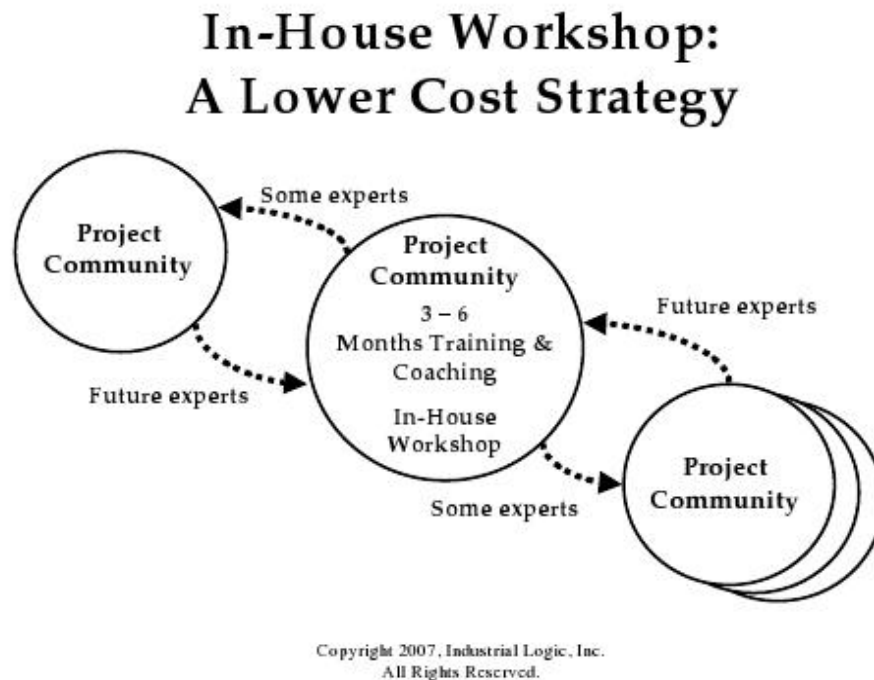 In-House Workshop:
A Lower Cost Strategy
Some experts
Project
Community
Project
Community
3 – 6
Months Training &
Coaching
In-House
Workshop
Future experts
Future experts
Some experts
Project
Community
Copyright 2007, Industrial Logic, Inc.
All Rights Reserved.